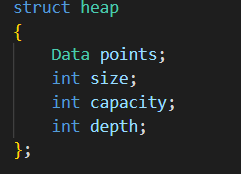 struct heap
{
    Data points;
    int size;
    int capacity;
    int depth;
};